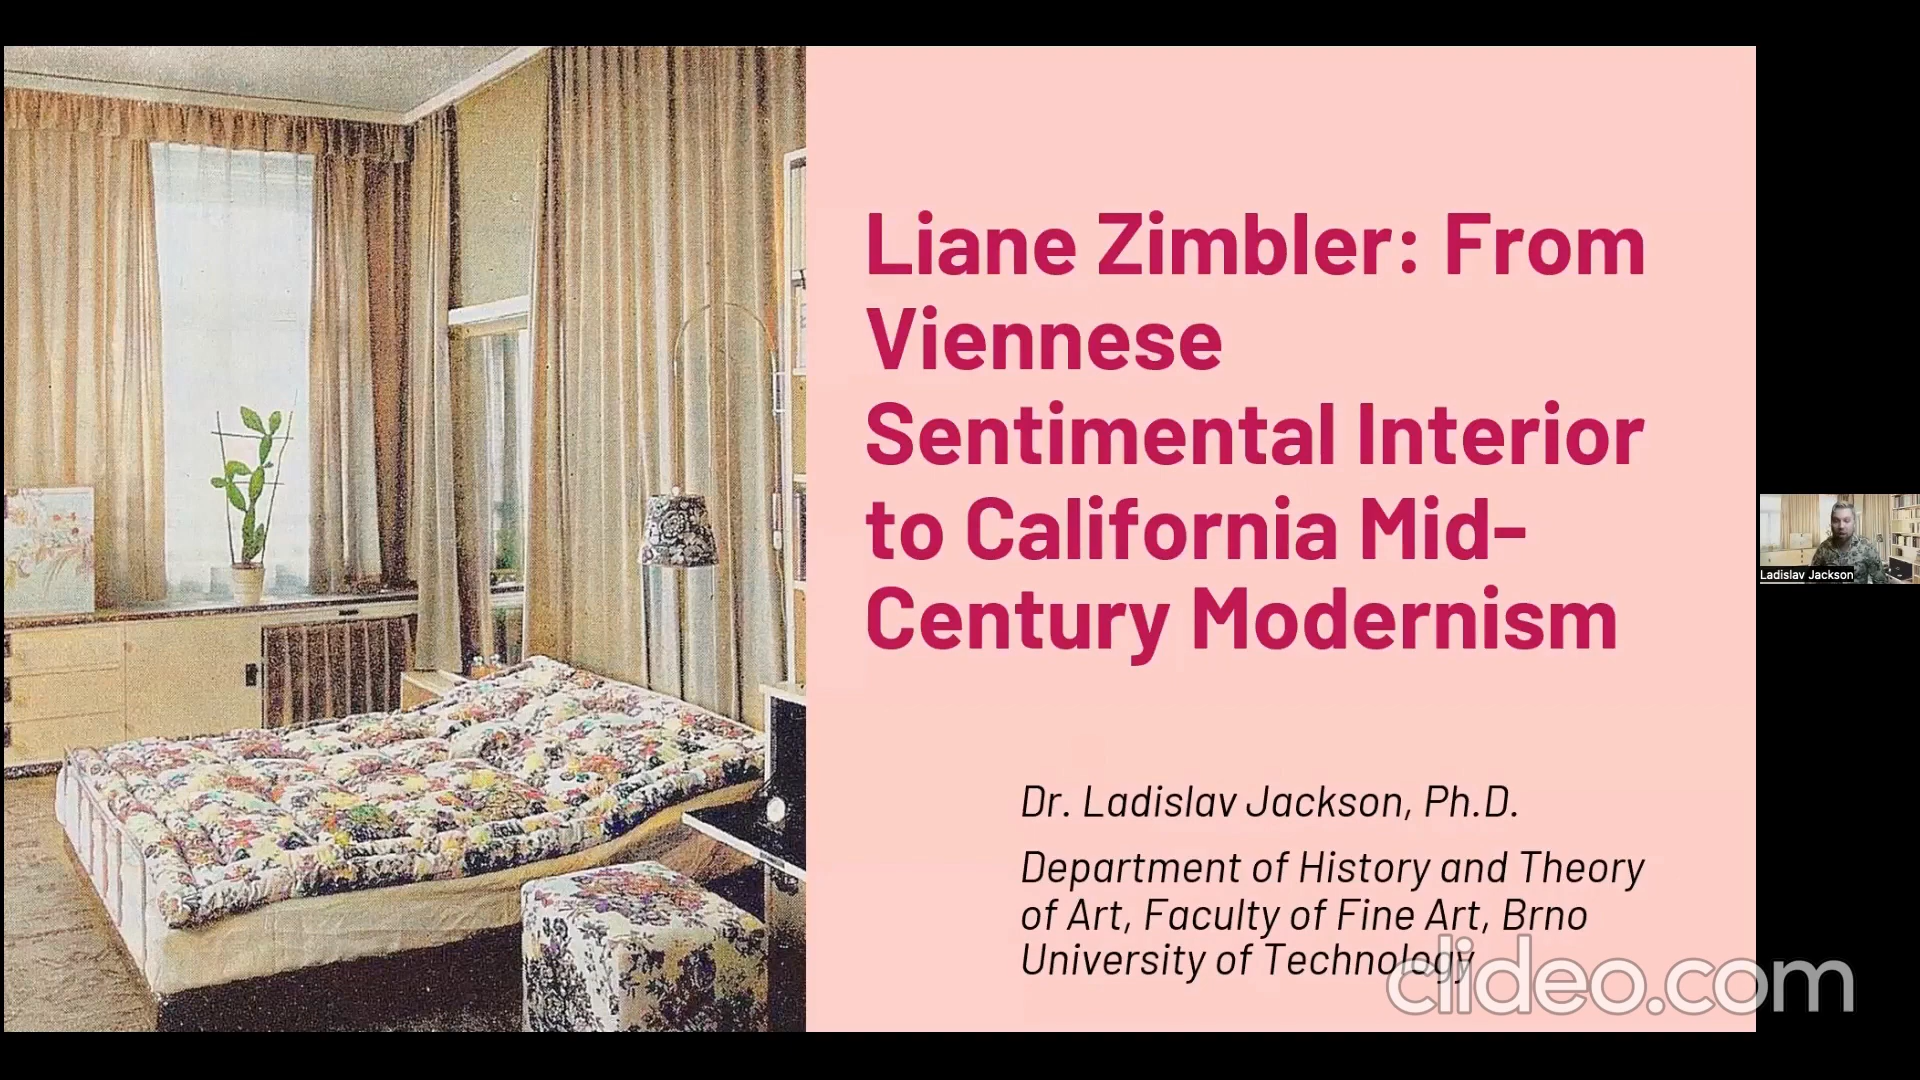 Liane Zimbler: From
Viennese
Sentimental Interior
to California Mid-
Century Modernism
Dr. Ladislav Jackson, Ph.D.
Department of History and Theory
of Art, Faculty of Fine Art, Brno
University of Technology
Ladislav Jackson
clideo.com